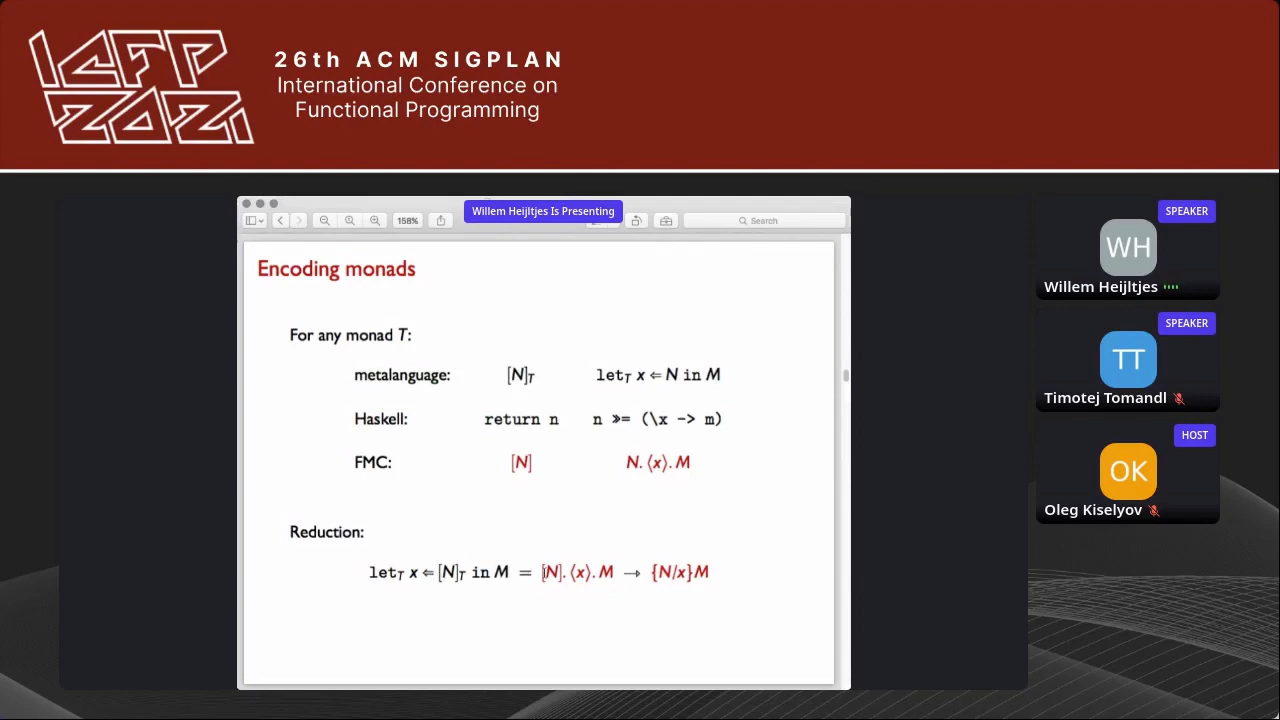 ICFP 2021
26th ACM SIGPLAN
International Conference on
Functional Programming
Willem Heijltjes Is Presenting
158%
Search
Encoding monads
For any monad T:
metalanguage: [N]T letT x ⇐ N in M
Haskell: return n n >>= (\x -> m)
FMC: [N] N. ⟨x⟩. M
Reduction:
letT x ⇐ [N]T in M = [N]. ⟨x⟩. M → {N/x}M
SPEAKER
WH
Willem Heijltjes
SPEAKER
TT
Timotej Tomandl
HOST
OK
Oleg Kiselyov